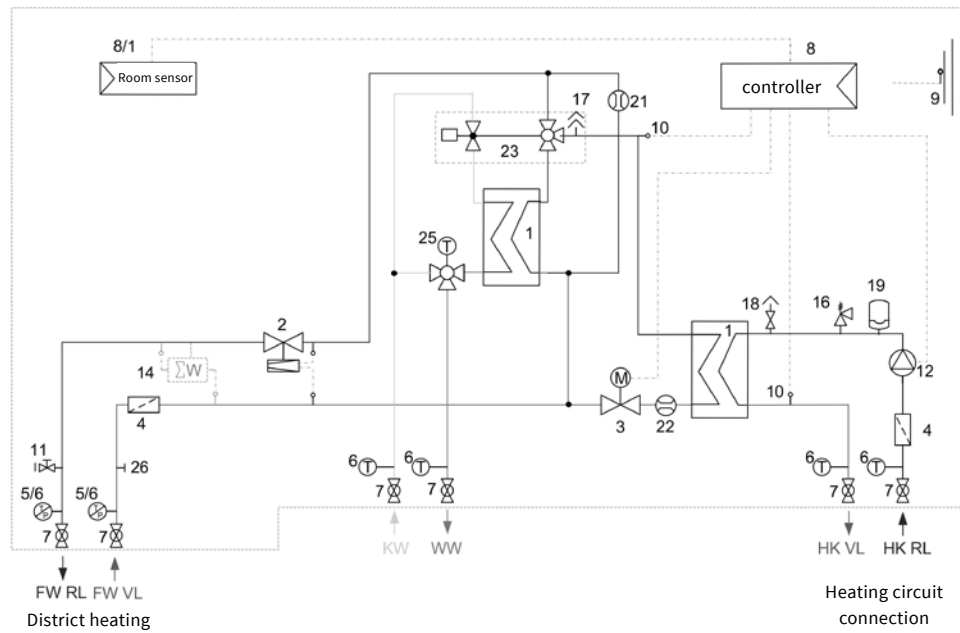 8/1
Room sensor
8
controller
9
17
21
10
23
1
25
2
18
16
19
1
14
ΣW
M
12
4
3
22
10
4
11
26
6 T
6 T
6 T
6 T
5/6
5/6
T
P
T
P
7
7
7
7
7
7
T
KW
WW
HK VL
HK RL
FW RL
FW VL
District heating
Heating circuit
connection